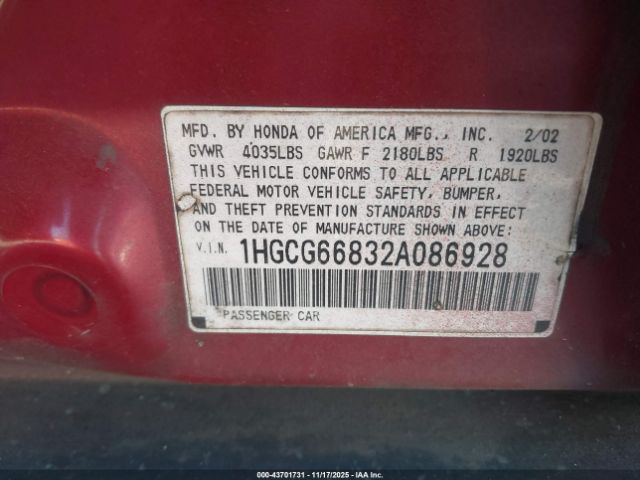 MFD. BY HONDA OF AMERICA MFG., INC. 2/02
GVWR 4035LBS GAWR F 2180LBS R 1920LBS
THIS VEHICLE CONFORMS TO ALL APPLICABLE
FEDERAL MOTOR VEHICLE SAFETY, BUMPER,
AND THEFT PREVENTION STANDARDS IN EFFECT
ON THE DATE OF MANUFACTURE SHOWN ABOVE:
V.I.N. 1HGCG66832A086928
PASSENGER CAR
000-43701731 - 11/17/2025 - IAA Inc.